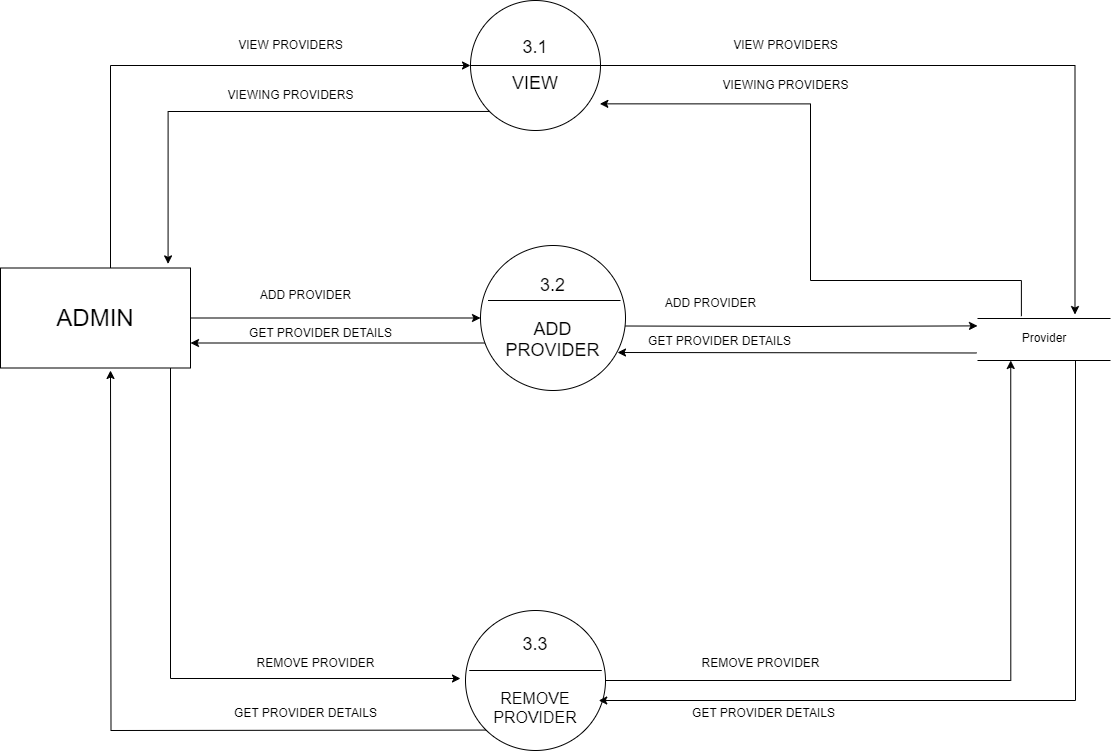 3.1
VIEW PROVIDERS
VIEW PROVIDERS
VIEW
VIEWING PROVIDERS
VIEWING PROVIDERS
3.2
ADD PROVIDER
ADD PROVIDER
ADMIN
ADD
PROVIDER
GET PROVIDER DETAILS
GET PROVIDER DETAILS
Provider
3.3
REMOVE PROVIDER
REMOVE PROVIDER
REMOVE
PROVIDER
GET PROVIDER DETAILS
GET PROVIDER DETAILS